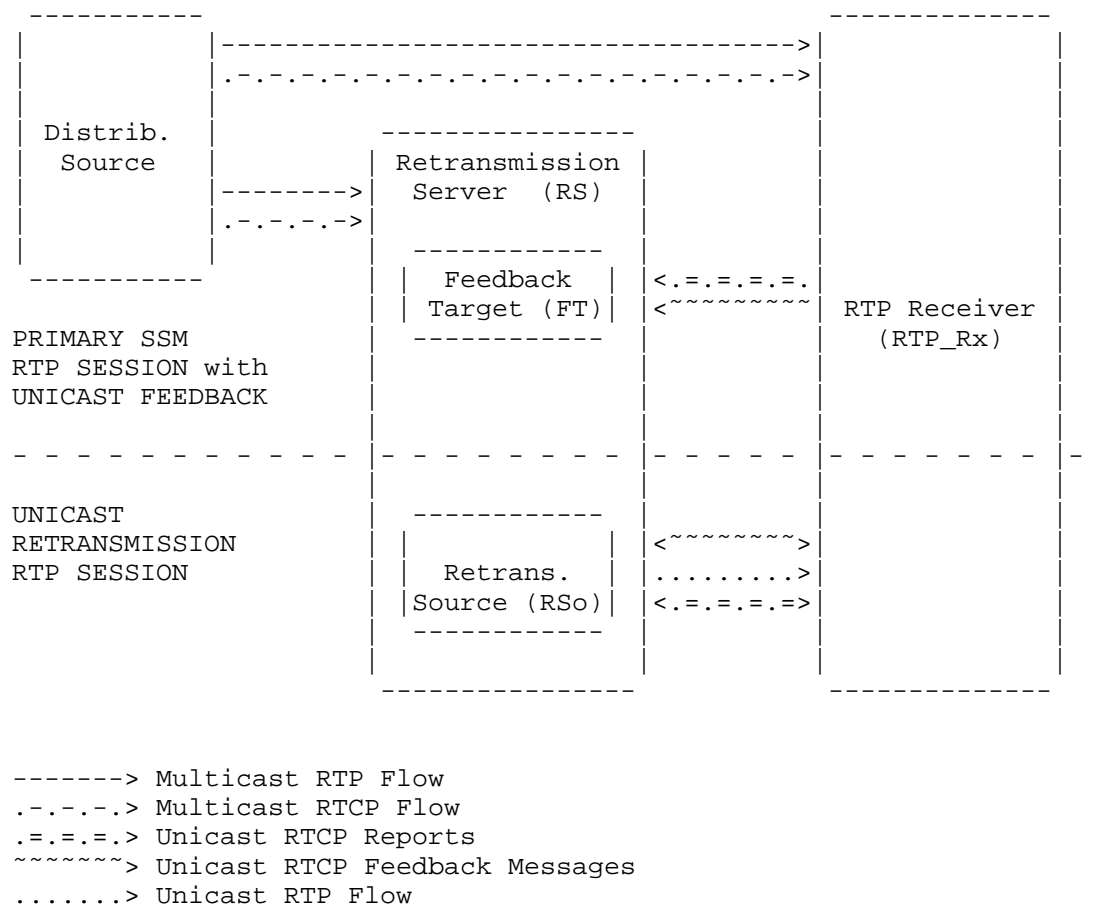 Distrib.
Source
Retransmission
Server (RS)
Feedback
Target (FT)
RTP Receiver
(RTP_Rx)
PRIMARY SSM
RTP SESSION with
UNICAST FEEDBACK
UNICAST
RETRANSMISSION
RTP SESSION
Retrans.
Source (RSo)
-------> Multicast RTP Flow
.-.-.-.> Multicast RTCP Flow
.=.=.=.> Unicast RTCP Reports
~~~~~~~> Unicast RTCP Feedback Messages
.......> Unicast RTP Flow